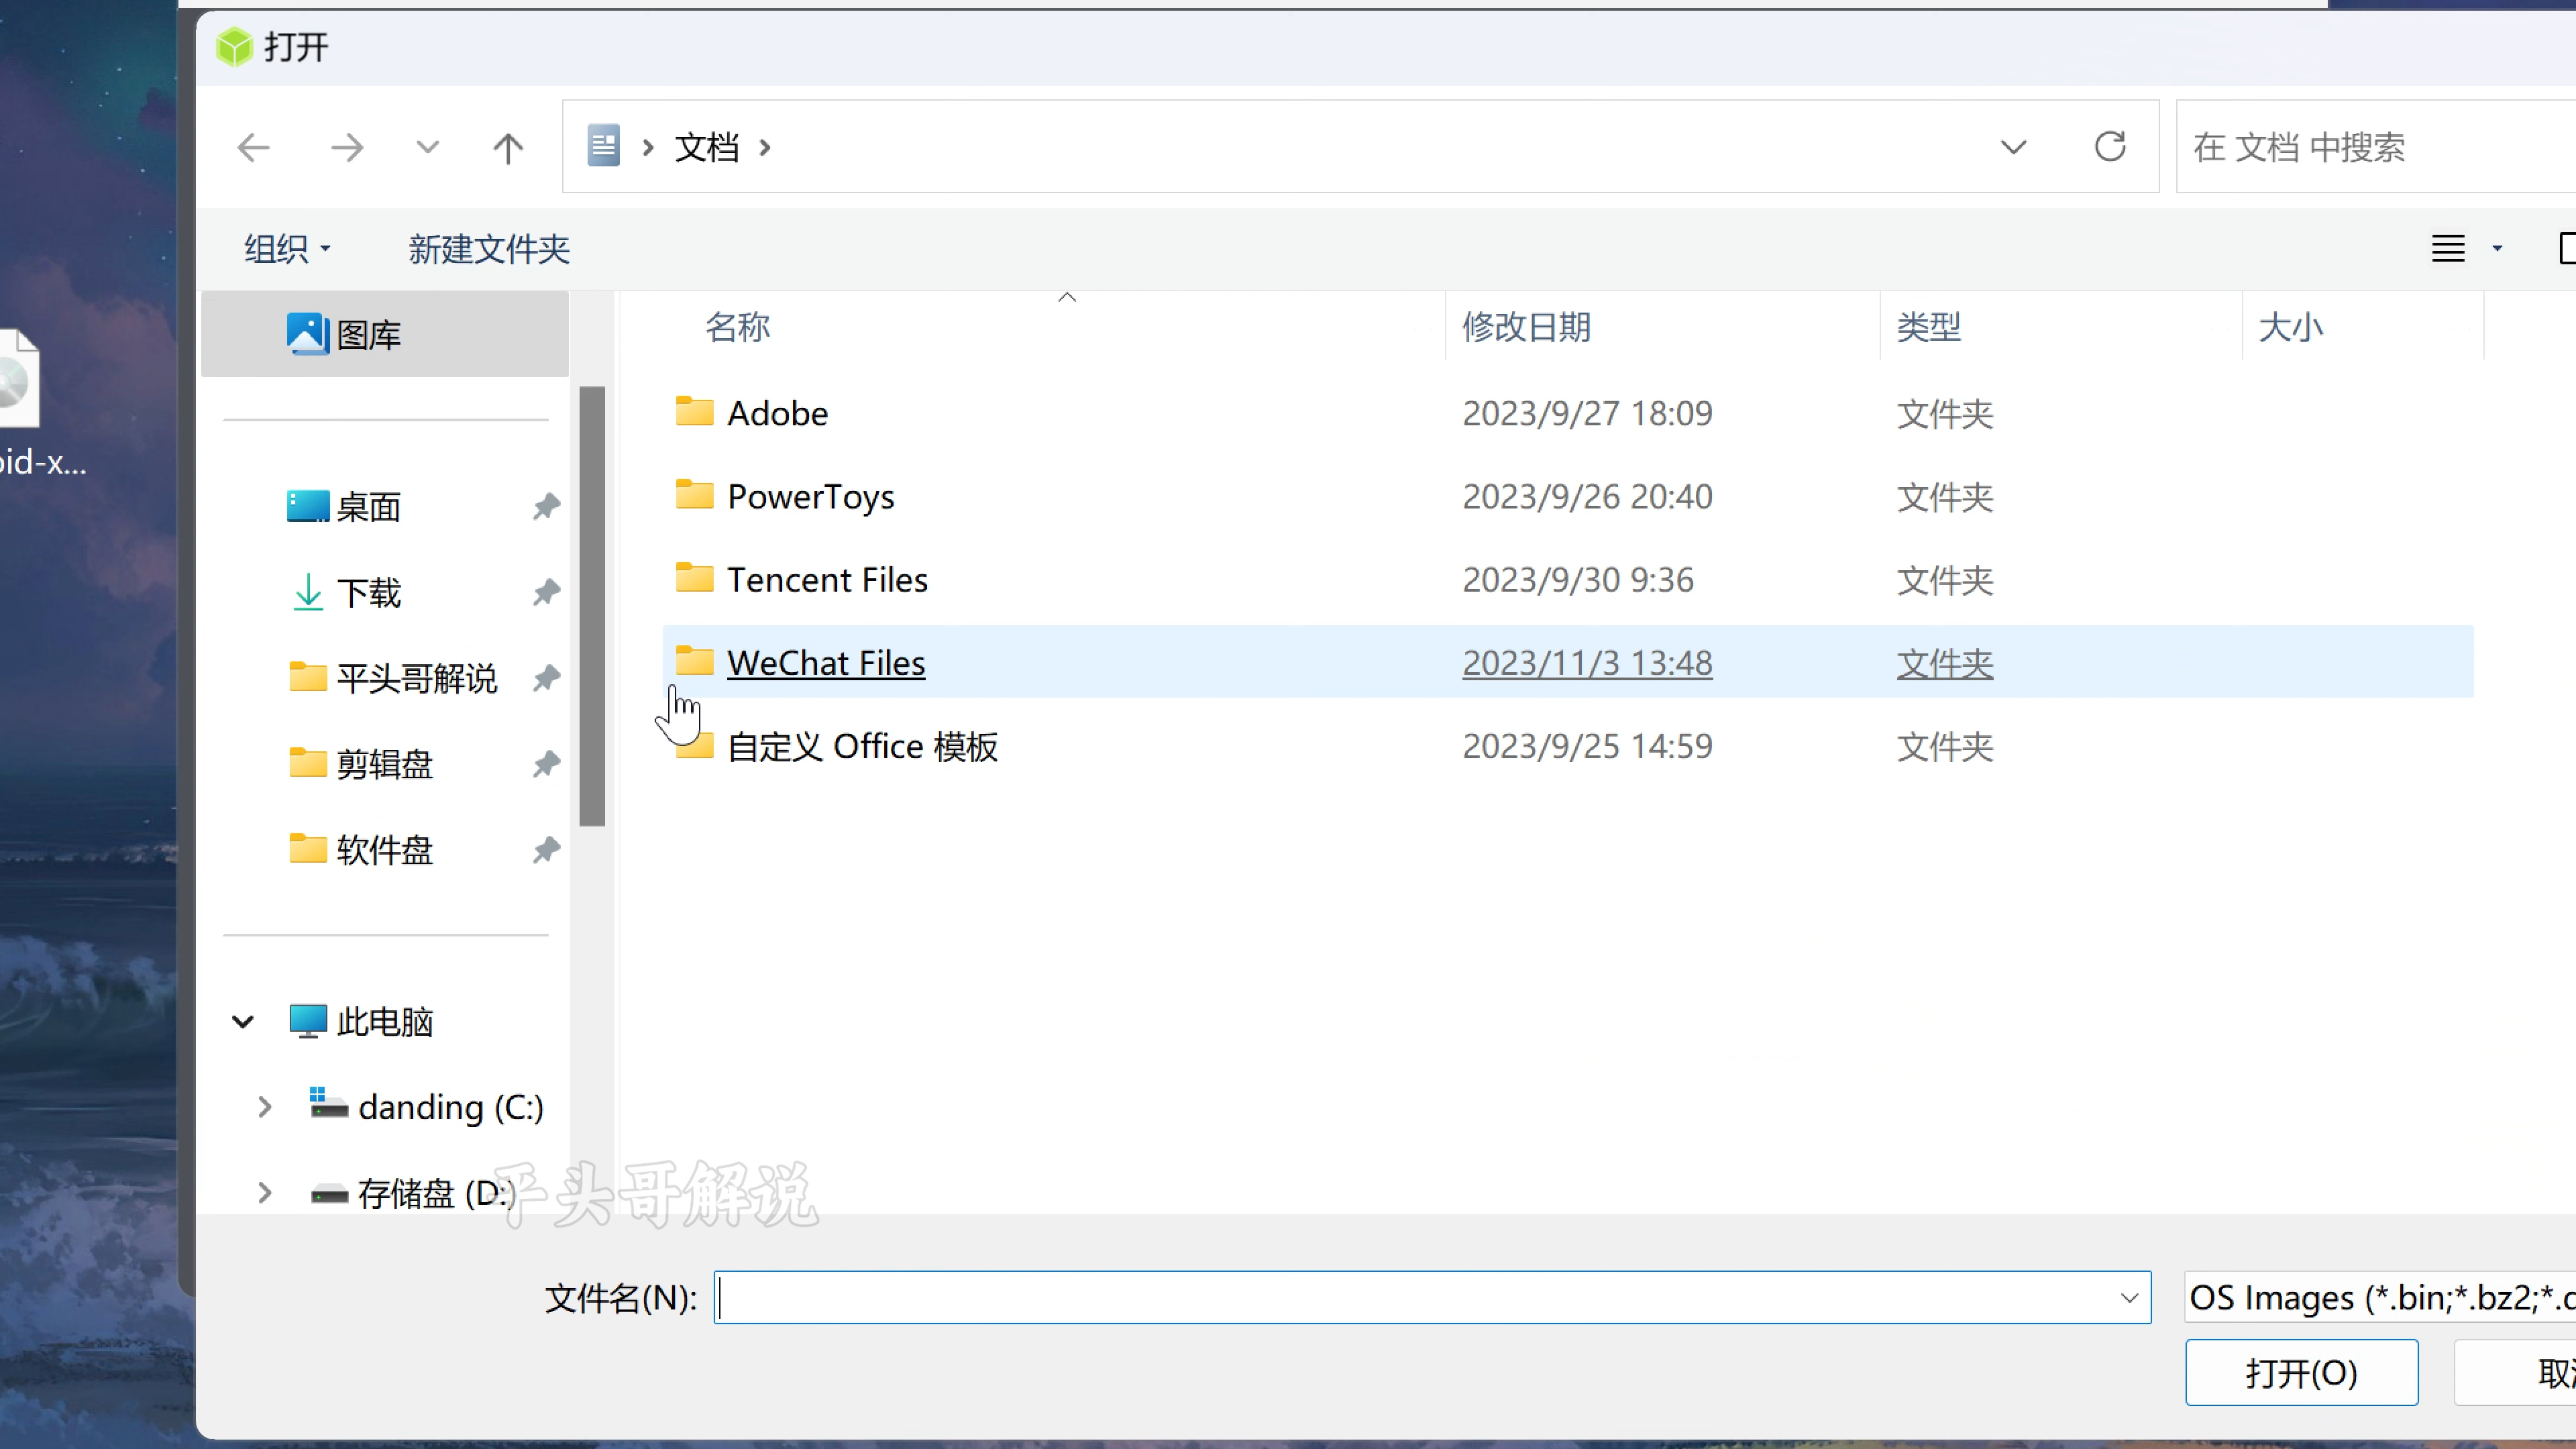 打开
文档
在 文档 中搜索
组织
新建文件夹
图库
桌面
下载
平头哥解说
剪辑盘
软件盘
此电脑
danding (C:)
存储盘 (D:)
名称 修改日期 类型 大小
Adobe 2023/9/27 18:09 文件夹
PowerToys 2023/9/26 20:40 文件夹
Tencent Files 2023/9/30 9:36 文件夹
WeChat Files 2023/11/3 13:48 文件夹
自定义 Office 模板 2023/9/25 14:59 文件夹
oid-x...
平头哥解说
文件名(N):
OS Images (*.bin;*.bz2;*.
打开(O)
取